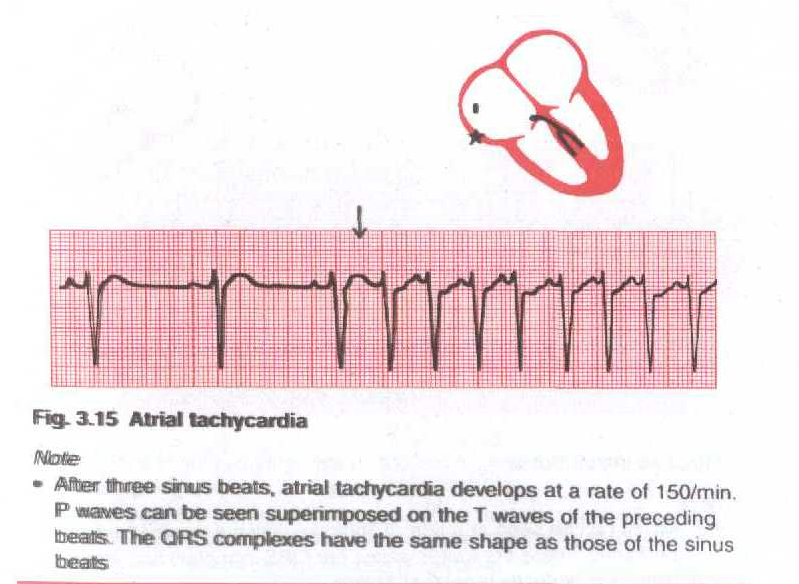 Fig. 3.15 Atrial tachycardia
Note
• After three sinus beats, atrial tachycardia develops at a rate of 150/min.
P waves can be seen superimposed on the T waves of the preceding
beats. The QRS complexes have the same shape as those of the sinus
beats